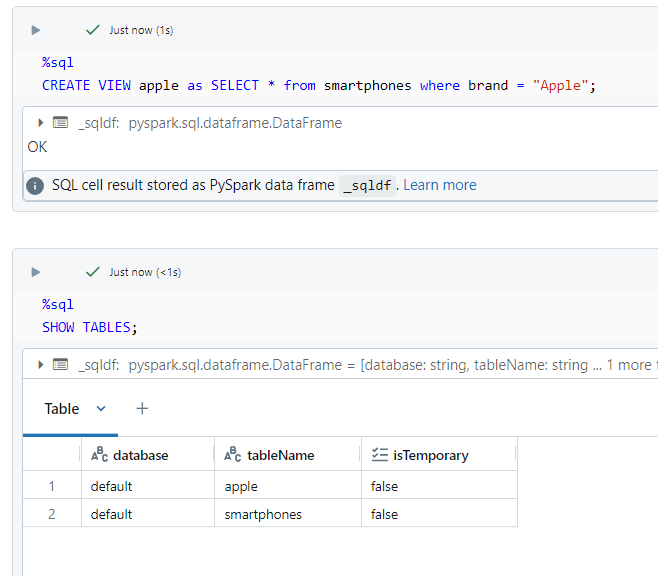 Just now (1s)
%sql
CREATE VIEW apple as SELECT * from smartphones where brand = "Apple";
_sqldf: pyspark.sql.dataframe.DataFrame
OK
SQL cell result stored as PySpark data frame _sqldf. Learn more
Just now (<1s)
%sql
SHOW TABLES;
_sqldf: pyspark.sql.dataframe.DataFrame = [database: string, tableName: string ... 1 more f
Table
database tableName isTemporary
1 default apple false
2 default smartphones false